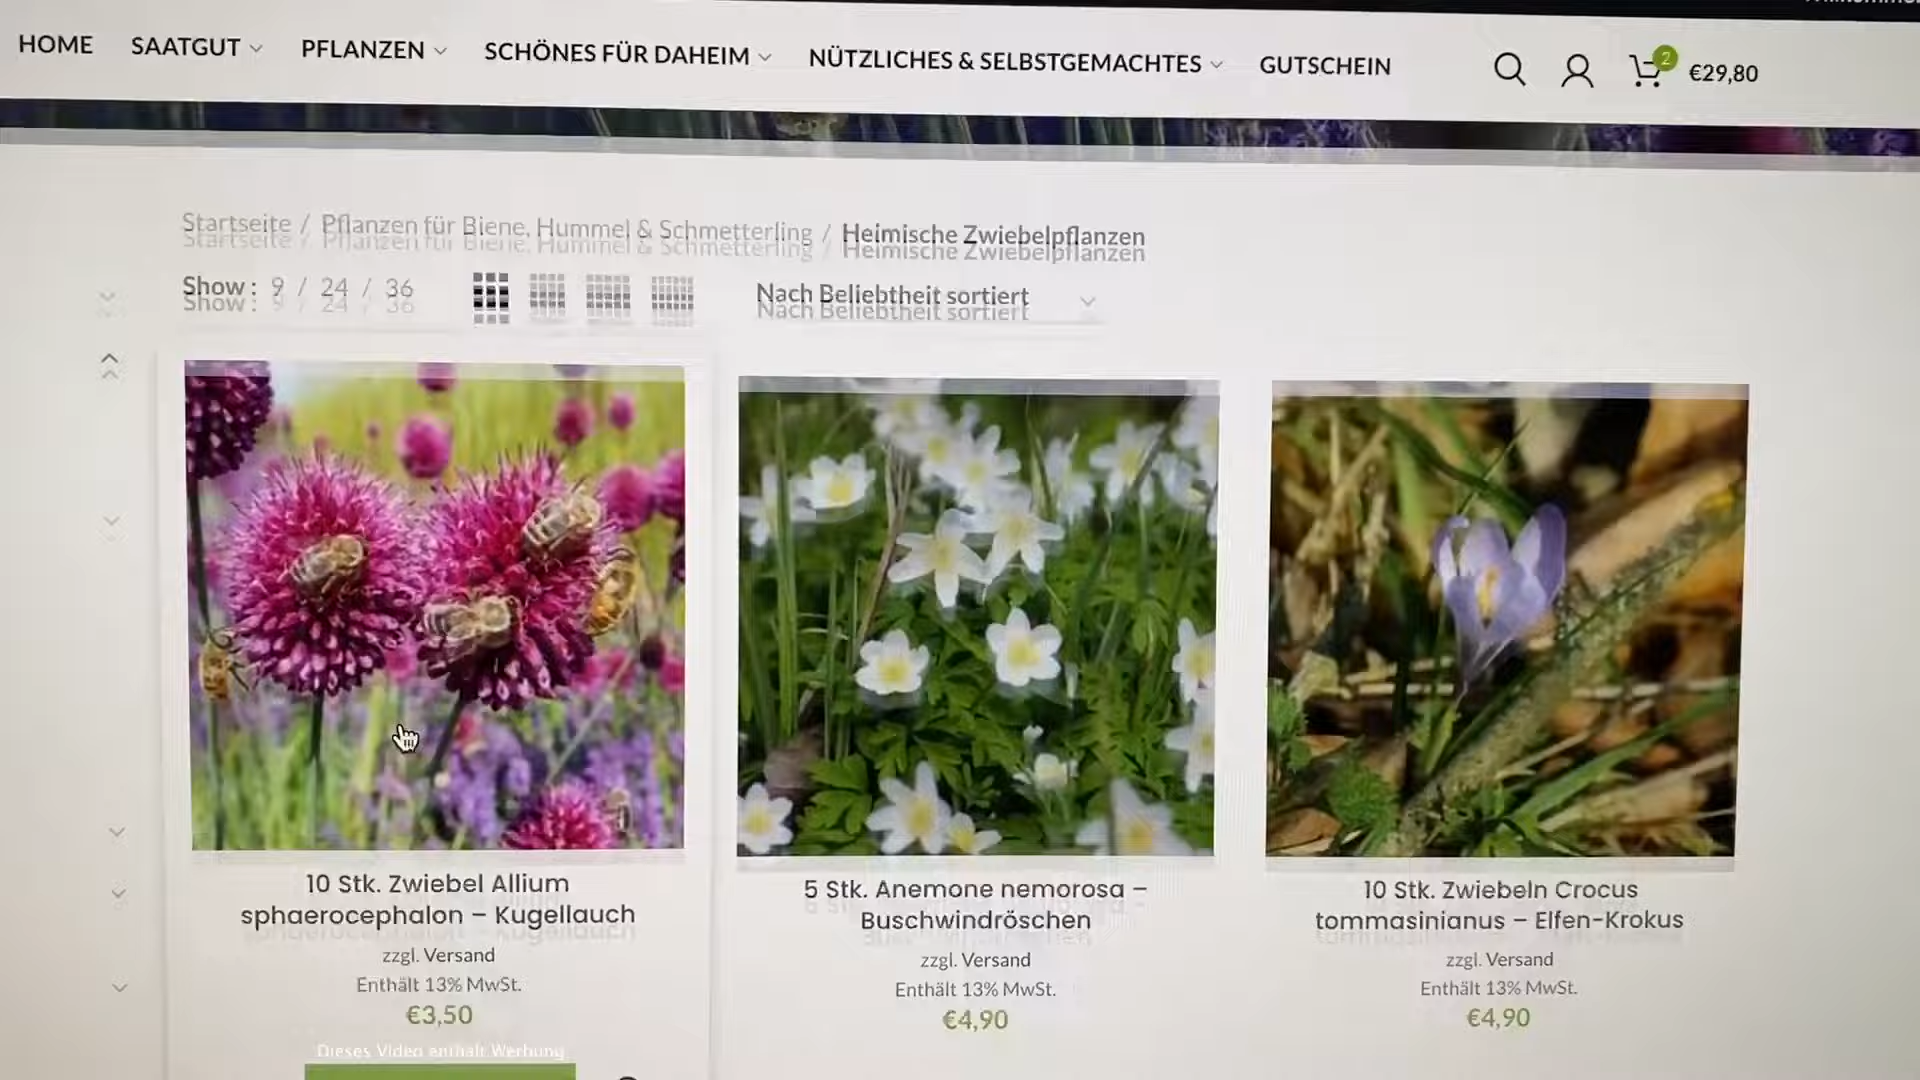 HOME SAATGUT PFLANZEN SCHÖNES FÜR DAHEIM NÜTZLICHES & SELBSTGEMACHTES GUTSCHEIN 2 €29,80
Startseite / Pflanzen für Biene, Hummel & Schmetterling / Heimische Zwiebelpflanzen
Show : 9 / 24 / 36 Nach Beliebtheit sortiert
10 Stk. Zwiebel Allium
sphaerocephalon – Kugellauch
zzgl. Versand
Enthält 13% MwSt.
€3,50
5 Stk. Anemone nemorosa –
Buschwindröschen
zzgl. Versand
Enthält 13% MwSt.
€4,90
10 Stk. Zwiebeln Crocus
tommasinianus – Elfen-Krokus
zzgl. Versand
Enthält 13% MwSt.
€4,90
Dieses Video enthält Werbung